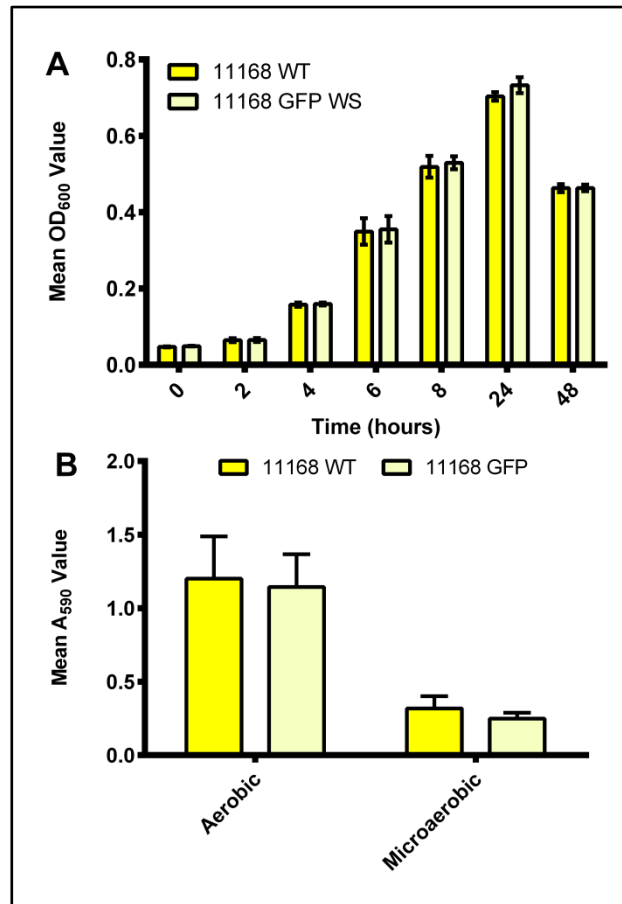 A
11168 WT
11168 GFP WS
Mean OD600 Value
0.8
0.6
0.4
0.2
0.0
0 2 4 6 8 24 48
Time (hours)
B
11168 WT 11168 GFP
Mean A590 Value
2.0
1.5
1.0
0.5
0.0
Aerobic Microaerobic